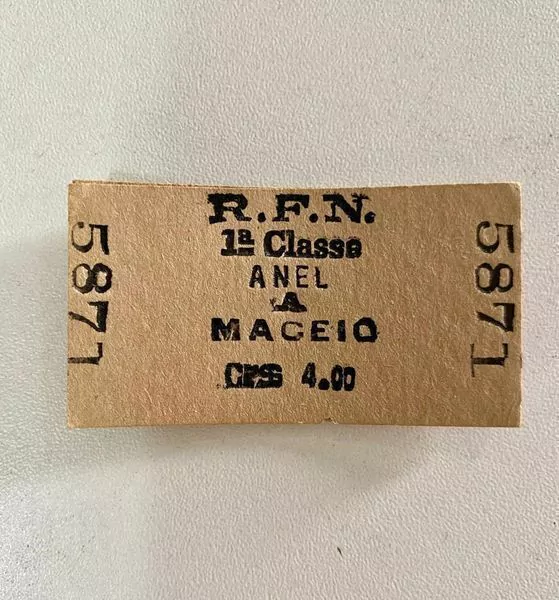 R.F.N.
1ª Classe
ANEL
A
MACEIO
CR$ 4.00
5871
5871